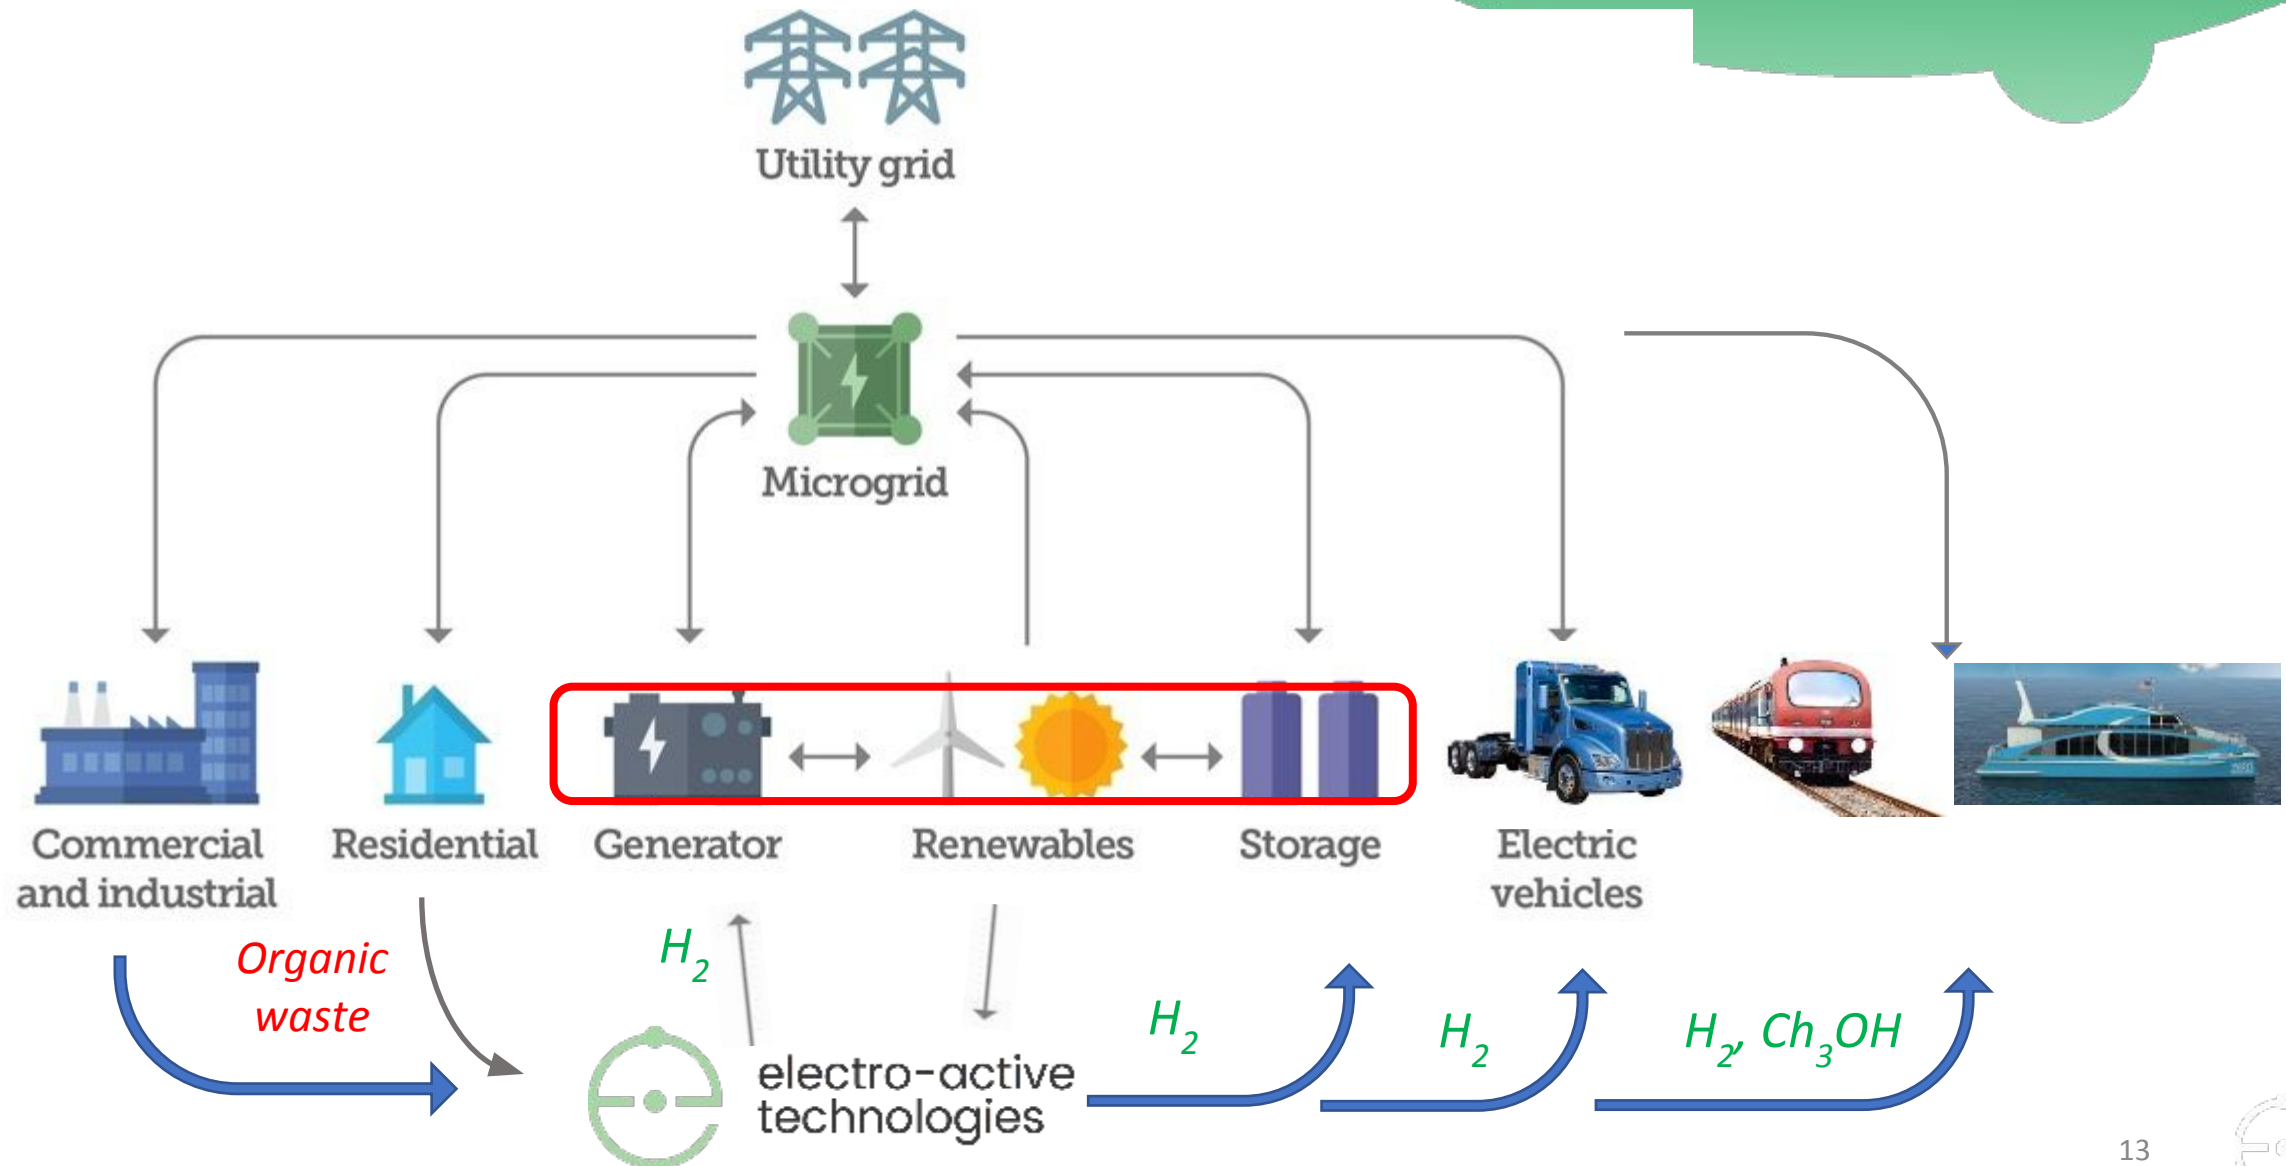 Utility grid
Microgrid
Commercial
and industrial
Residential
Generator
Renewables
Storage
Electric
vehicles
Organic
waste
H2
H2
H2
H2, Ch3OH
electro-active
technologies
13